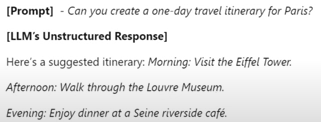 [Prompt] - Can you create a one-day travel itinerary for Paris?
[LLM's Unstructured Response]
Here's a suggested itinerary: Morning: Visit the Eiffel Tower.
Afternoon: Walk through the Louvre Museum.
Evening: Enjoy dinner at a Seine riverside café.